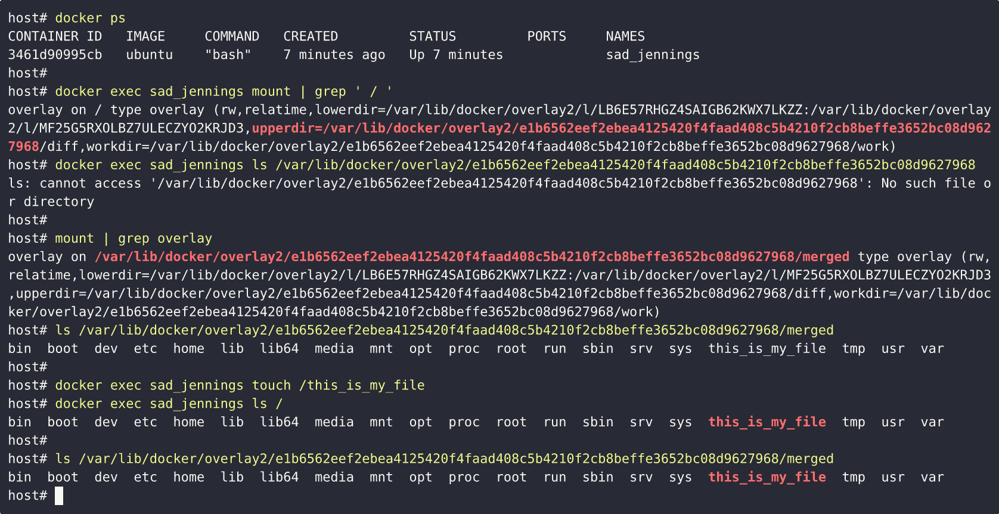 host# docker ps
CONTAINER ID   IMAGE     COMMAND   CREATED         STATUS         PORTS     NAMES
3461d90995cb   ubuntu    "bash"    7 minutes ago   Up 7 minutes             sad_jennings
host#
host# docker exec sad_jennings mount | grep ' / '
overlay on / type overlay (rw,relatime,lowerdir=/var/lib/docker/overlay2/l/LB6E57RHGZ4SAIGB62KWX7LKZZ:/var/lib/docker/overlay
2/l/MF25G5RXOLBZ7ULECZYO2KRJD3,upperdir=/var/lib/docker/overlay2/e1b6562eef2ebea4125420f4faad408c5b4210f2cb8beffe3652bc08d962
7968/diff,workdir=/var/lib/docker/overlay2/e1b6562eef2ebea4125420f4faad408c5b4210f2cb8beffe3652bc08d9627968/work)
host# docker exec sad_jennings ls /var/lib/docker/overlay2/e1b6562eef2ebea4125420f4faad408c5b4210f2cb8beffe3652bc08d9627968
ls: cannot access '/var/lib/docker/overlay2/e1b6562eef2ebea4125420f4faad408c5b4210f2cb8beffe3652bc08d9627968': No such file o
r directory
host#
host# mount | grep overlay
overlay on /var/lib/docker/overlay2/e1b6562eef2ebea4125420f4faad408c5b4210f2cb8beffe3652bc08d9627968/merged type overlay (rw,
relatime,lowerdir=/var/lib/docker/overlay2/l/LB6E57RHGZ4SAIGB62KWX7LKZZ:/var/lib/docker/overlay2/l/MF25G5RXOLBZ7ULECZYO2KRJD3
,upperdir=/var/lib/docker/overlay2/e1b6562eef2ebea4125420f4faad408c5b4210f2cb8beffe3652bc08d9627968/diff,workdir=/var/lib/doc
ker/overlay2/e1b6562eef2ebea4125420f4faad408c5b4210f2cb8beffe3652bc08d9627968/work)
host# ls /var/lib/docker/overlay2/e1b6562eef2ebea4125420f4faad408c5b4210f2cb8beffe3652bc08d9627968/merged
bin  boot  dev  etc  home  lib  lib64  media  mnt  opt  proc  root  run  sbin  srv  sys  this_is_my_file  tmp  usr  var
host#
host# docker exec sad_jennings touch /this_is_my_file
host# docker exec sad_jennings ls /
bin  boot  dev  etc  home  lib  lib64  media  mnt  opt  proc  root  run  sbin  srv  sys  this_is_my_file  tmp  usr  var
host#
host# ls /var/lib/docker/overlay2/e1b6562eef2ebea4125420f4faad408c5b4210f2cb8beffe3652bc08d9627968/merged
bin  boot  dev  etc  home  lib  lib64  media  mnt  opt  proc  root  run  sbin  srv  sys  this_is_my_file  tmp  usr  var
host#